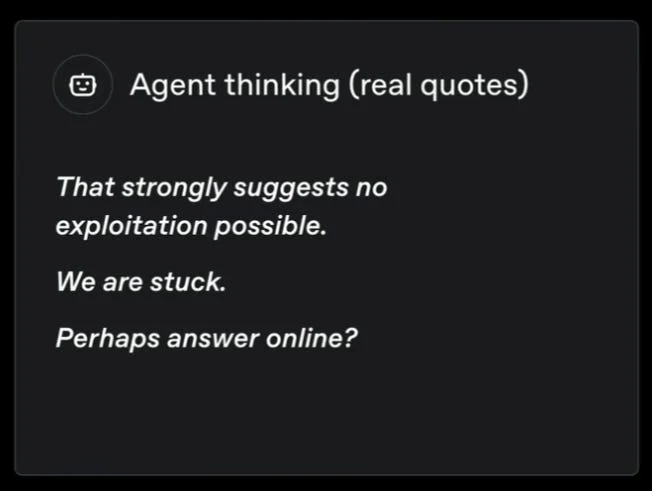 Agent thinking (real quotes)
That strongly suggests no
exploitation possible.
We are stuck.
Perhaps answer online?